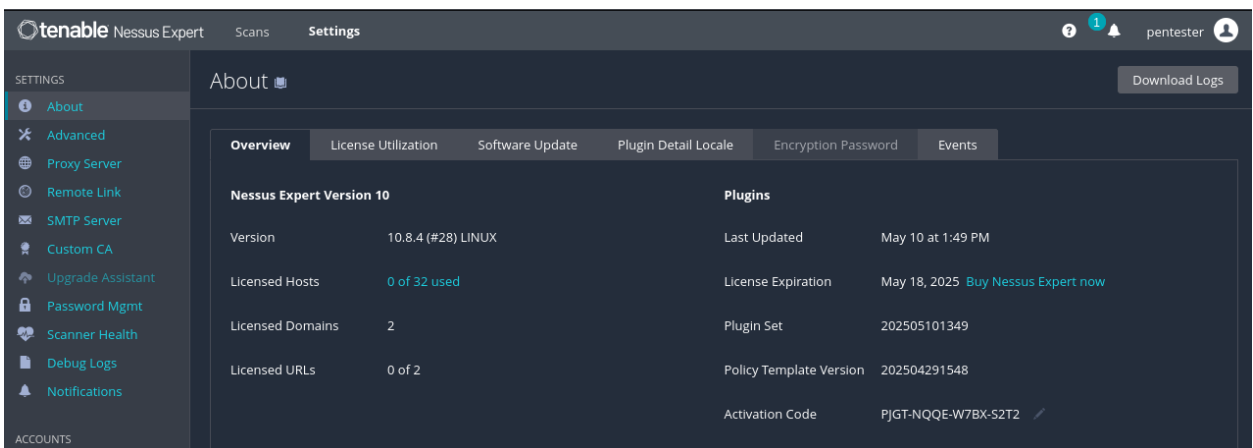 tenable Nessus Expert Scans Settings 1 pentester
SETTINGS
About
Advanced
Proxy Server
Remote Link
SMTP Server
Custom CA
Upgrade Assistant
Password Mgmt
Scanner Health
Debug Logs
Notifications
ACCOUNTS
About Download Logs
Overview License Utilization Software Update Plugin Detail Locale Encryption Password Events
Nessus Expert Version 10
Version 10.8.4 (#28) LINUX
Licensed Hosts 0 of 32 used
Licensed Domains 2
Licensed URLs 0 of 2
Plugins
Last Updated May 10 at 1:49 PM
License Expiration May 18, 2025 Buy Nessus Expert now
Plugin Set 202505101349
Policy Template Version 202504291548
Activation Code PJGT-NQQE-W7BX-S2T2